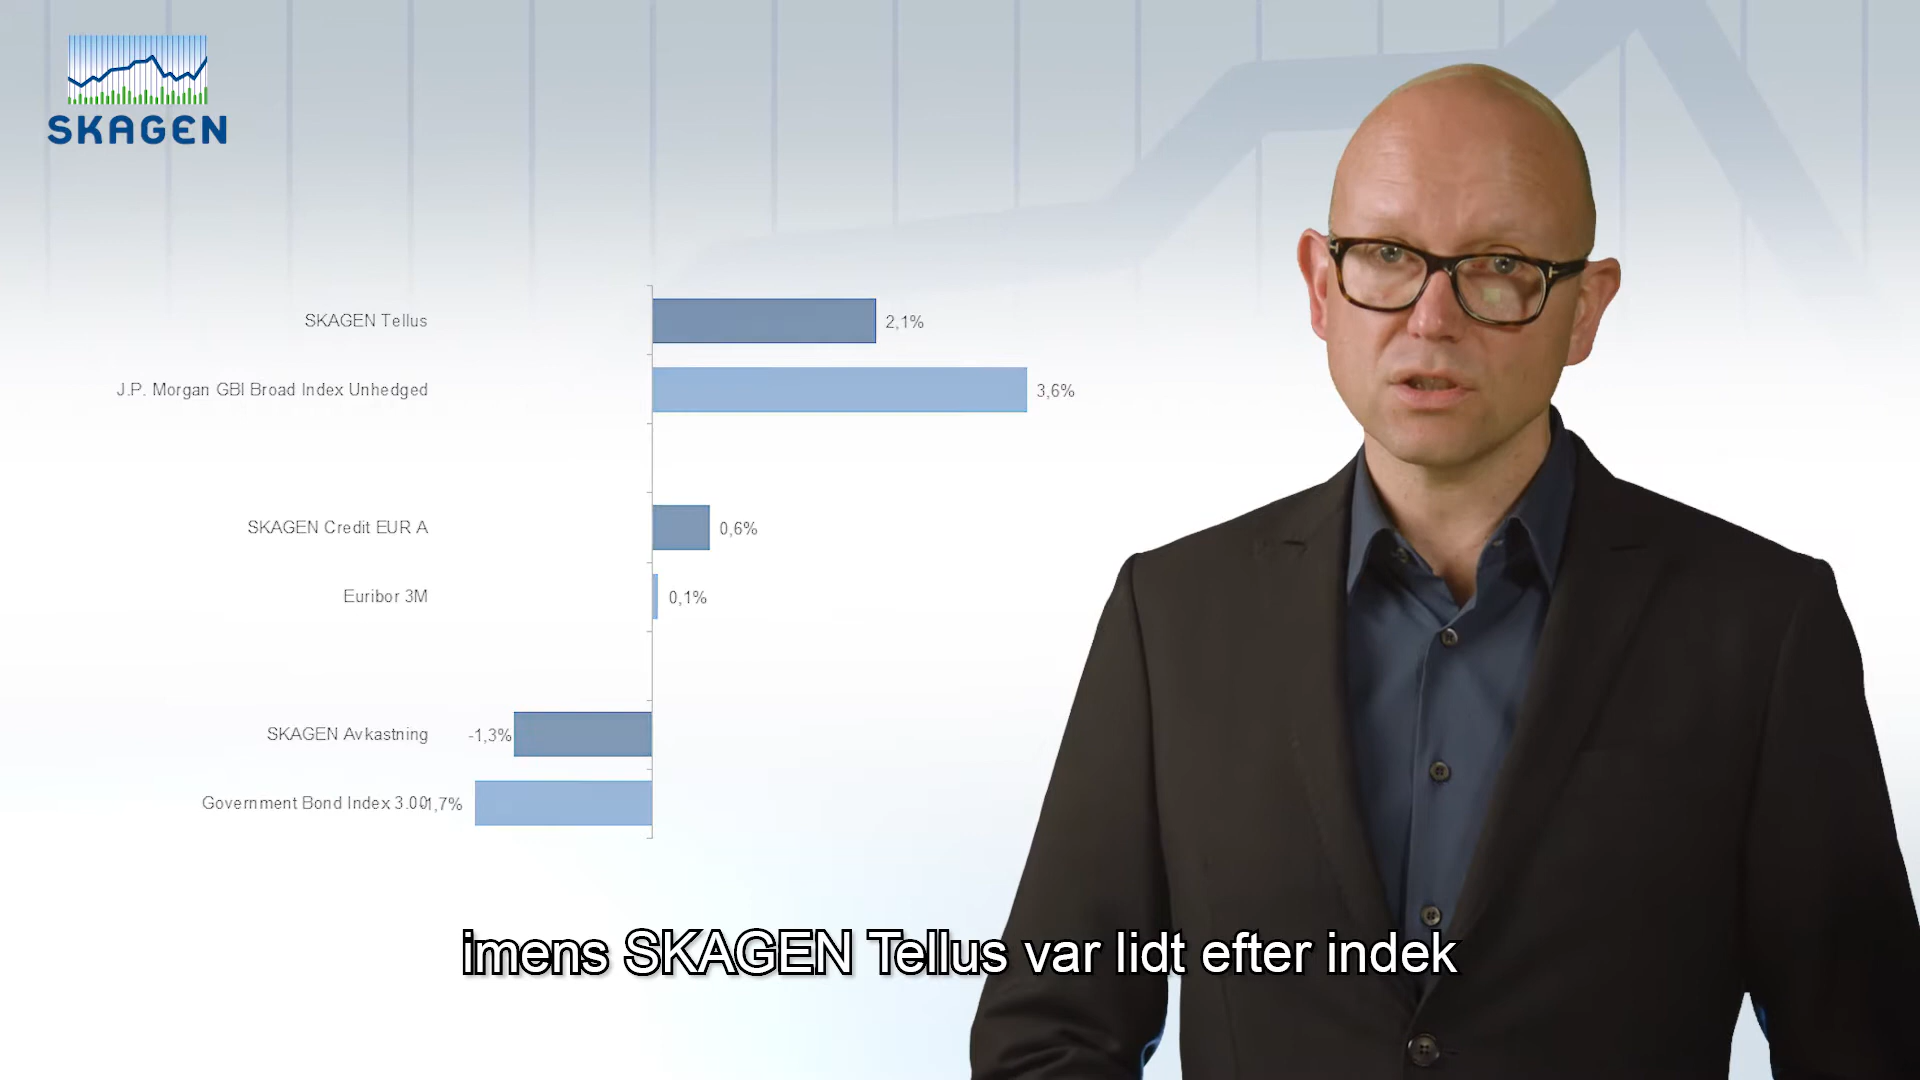 SKAGEN
SKAGEN Tellus 2,1%
J.P. Morgan GBI Broad Index Unhedged 3,6%
SKAGEN Credit EUR A 0,6%
Euribor 3M 0,1%
SKAGEN Avkastning -1,3%
Government Bond Index 3.00 1,7%
imens SKAGEN Tellus var lidt efter indek